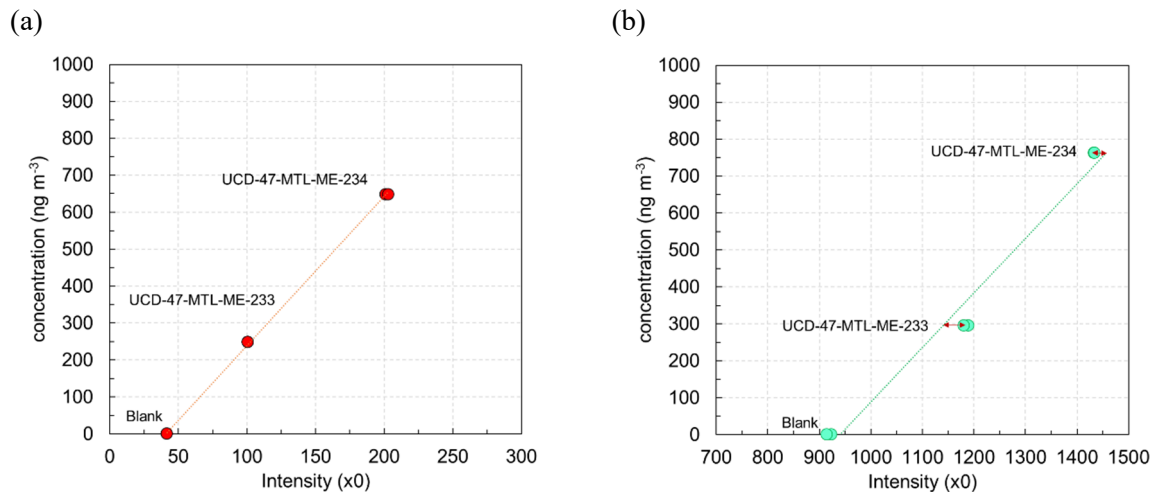 (a)
(b)
1000
900
800
700
600
500
400
300
200
100
0
concentration (ng m-3)
UCD-47-MTL-ME-234
UCD-47-MTL-ME-233
Blank
0 50 100 150 200 250 300
Intensity (x0)
1000
900
800
700
600
500
400
300
200
100
0
concentration (ng m-3)
UCD-47-MTL-ME-234
UCD-47-MTL-ME-233
Blank
700 800 900 1000 1100 1200 1300 1400 1500
Intensity (x0)